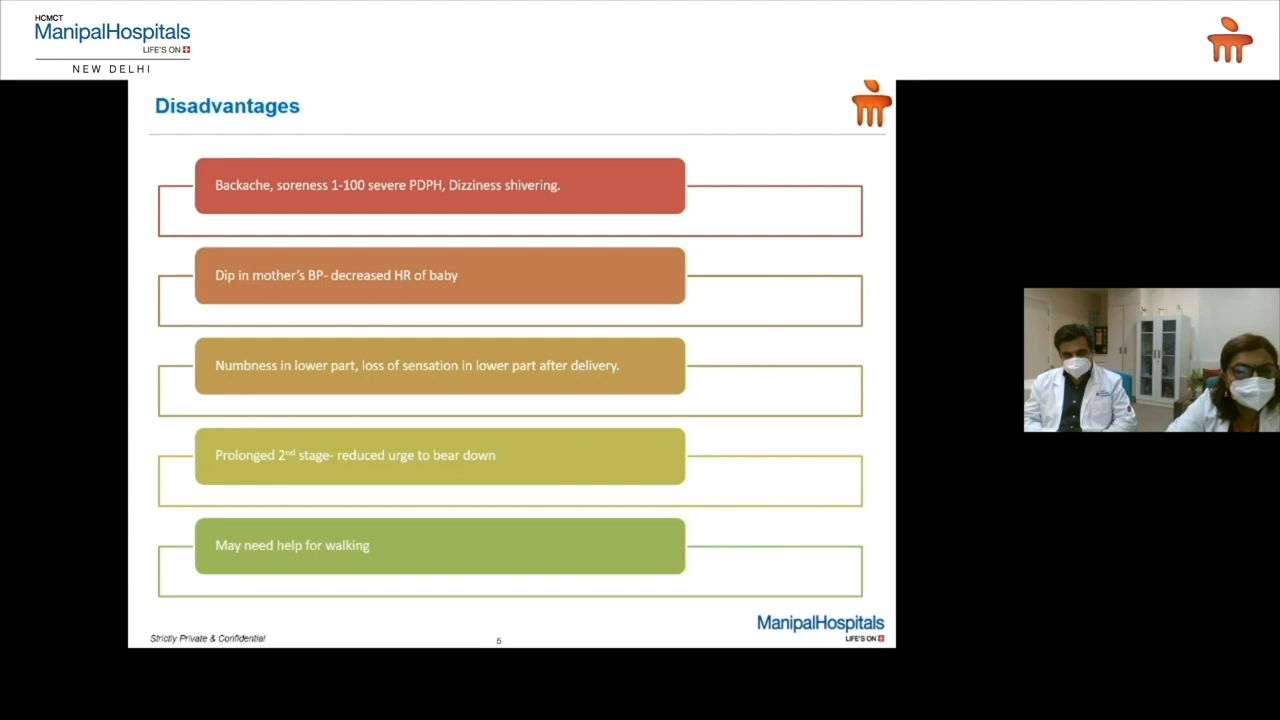 HCMCT
ManipalHospitals
LIFE'S ON
NEW DELHI
Disadvantages
Backache, soreness 1-100 severe PDPH, Dizziness shivering.
Dip in mother's BP- decreased HR of baby
Numbness in lower part, loss of sensation in lower part after delivery.
Prolonged 2nd stage- reduced urge to bear down
May need help for walking
Strictly Private & Confidential
5
ManipalHospitals
LIFE'S ON